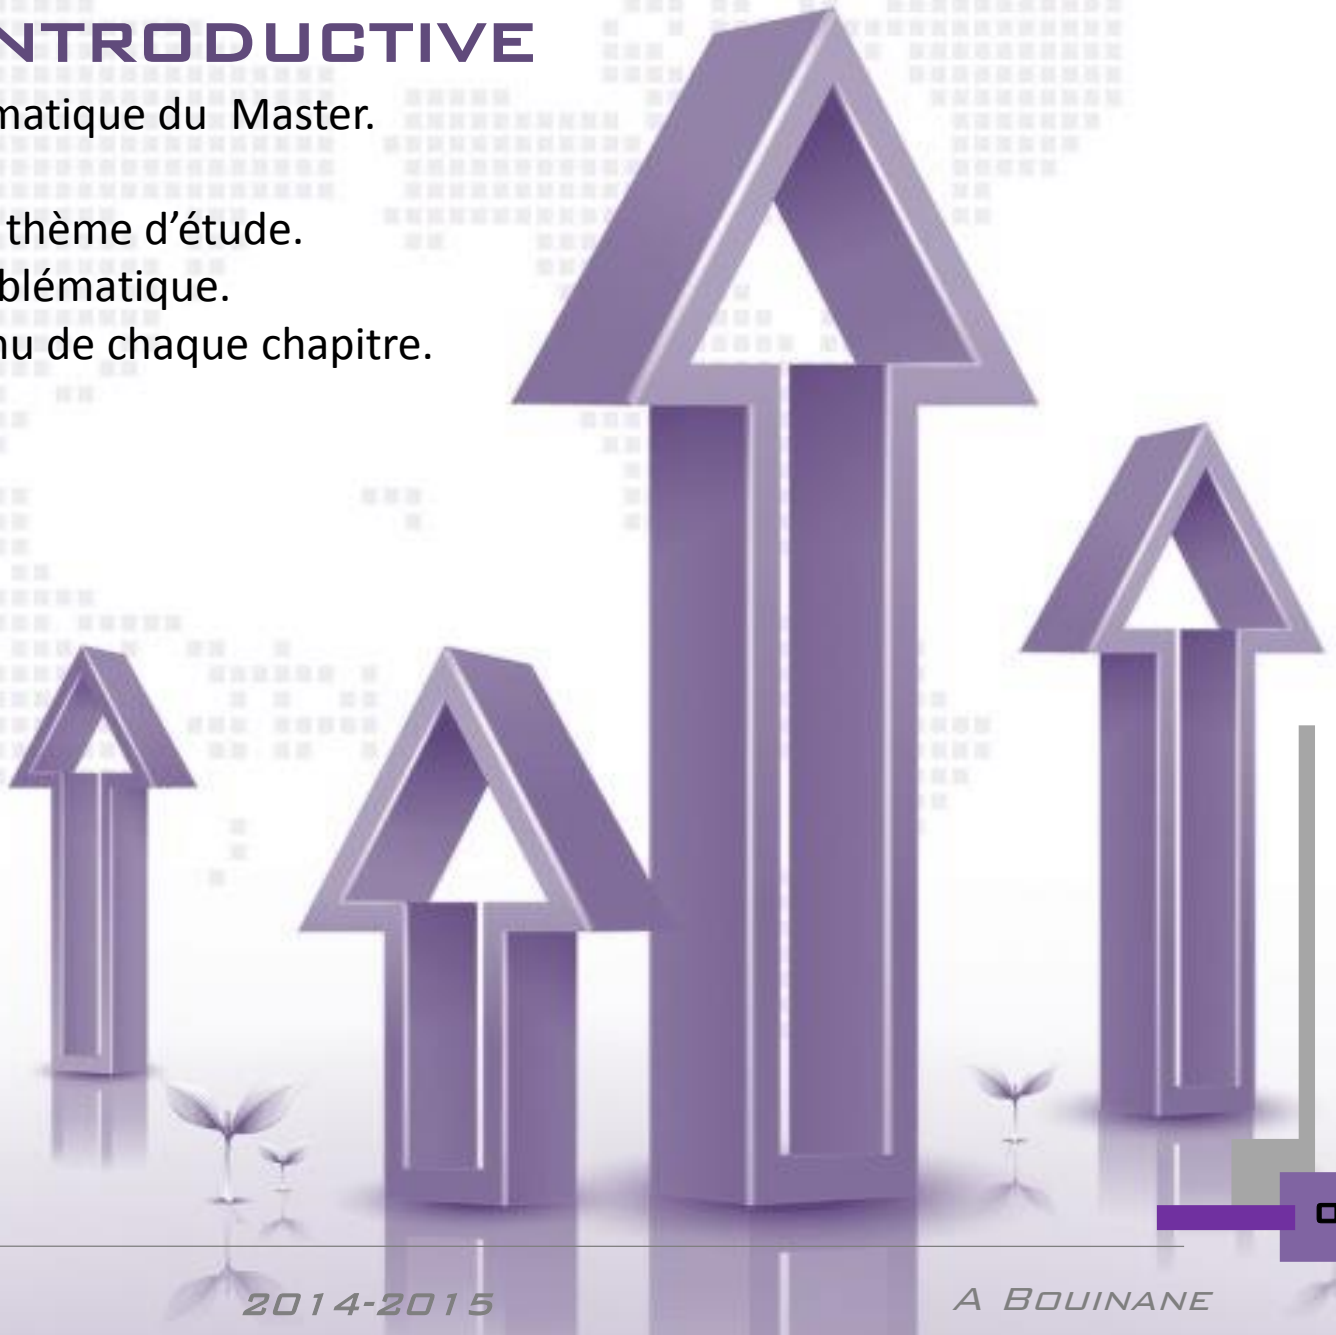 NTRODUCTIVE
matique du Master.
thème d’étude.
blématique.
nu de chaque chapitre.
2014-2015
A BOUINANE